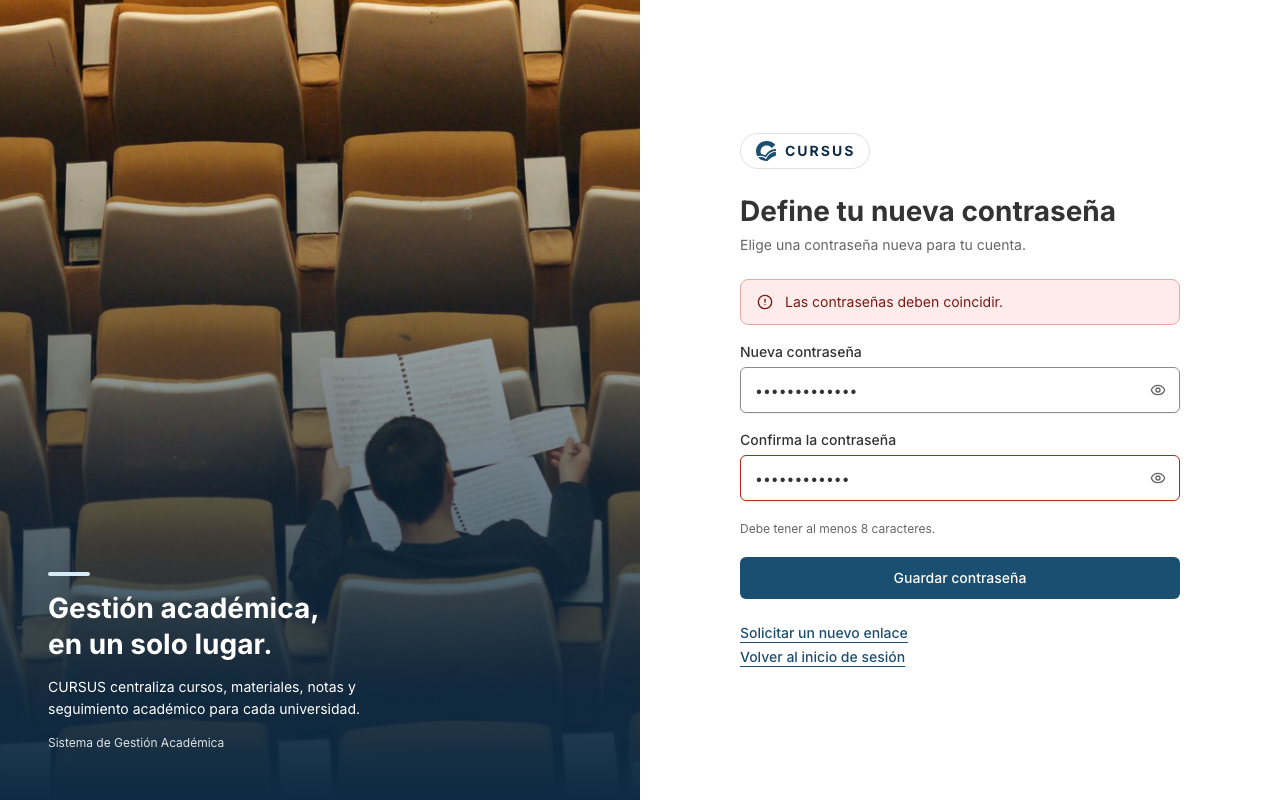 Gestión académica,
en un solo lugar.
CURSUS centraliza cursos, materiales, notas y
seguimiento académico para cada universidad.
Sistema de Gestión Académica
CURSUS
Define tu nueva contraseña
Elige una contraseña nueva para tu cuenta.
Las contraseñas deben coincidir.
Nueva contraseña
•••••••••••••
Confirma la contraseña
••••••••••••
Debe tener al menos 8 caracteres.
Guardar contraseña
Solicitar un nuevo enlace
Volver al inicio de sesión